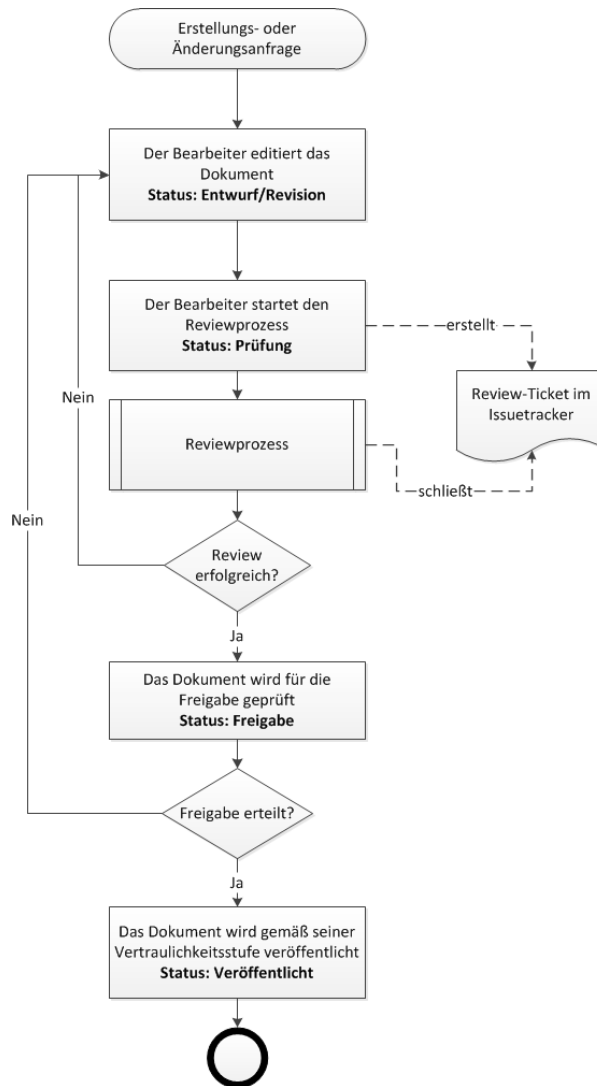 Erstellungs- oder
Änderungsanfrage
Der Bearbeiter editiert das
Dokument
Status: Entwurf/Revision
Der Bearbeiter startet den
Reviewprozess
Status: Prüfung
erstellt
Review-Ticket im
Issuetracker
Nein
Reviewprozess
schließt
Nein
Review
erfolgreich?
Ja
Das Dokument wird für die
Freigabe geprüft
Status: Freigabe
Freigabe erteilt?
Ja
Das Dokument wird gemäß seiner
Vertraulichkeitsstufe veröffentlicht
Status: Veröffentlicht